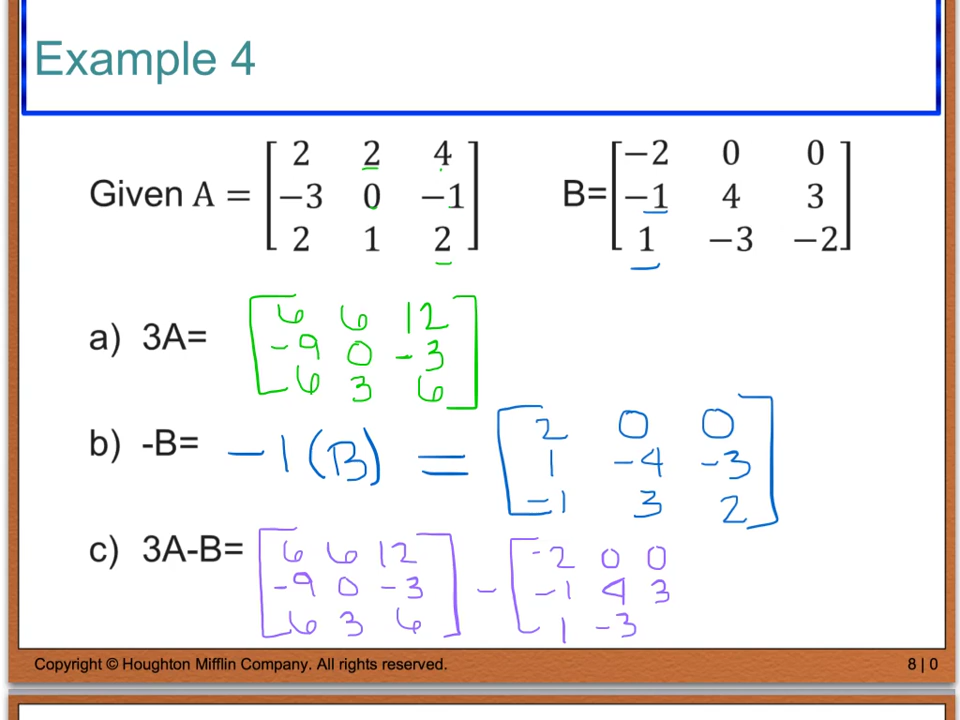 Example 4
Given A = [ 2 2 4 B= [ −2 0 0
−3 0 −1 −1 4 3
2 1 2 ] 1 −3 −2 ]
a) 3A= [ 6 6 12
-9 0 -3
6 3 6 ]
b) -B= -1(B) = [ 2 0 0
1 -4 -3
-1 3 2 ]
c) 3A-B= [ 6 6 12 ] - [ -2 0 0
-9 0 -3 -1 4 3
6 3 6 1 -3
Copyright © Houghton Mifflin Company. All rights reserved. 8 | 0